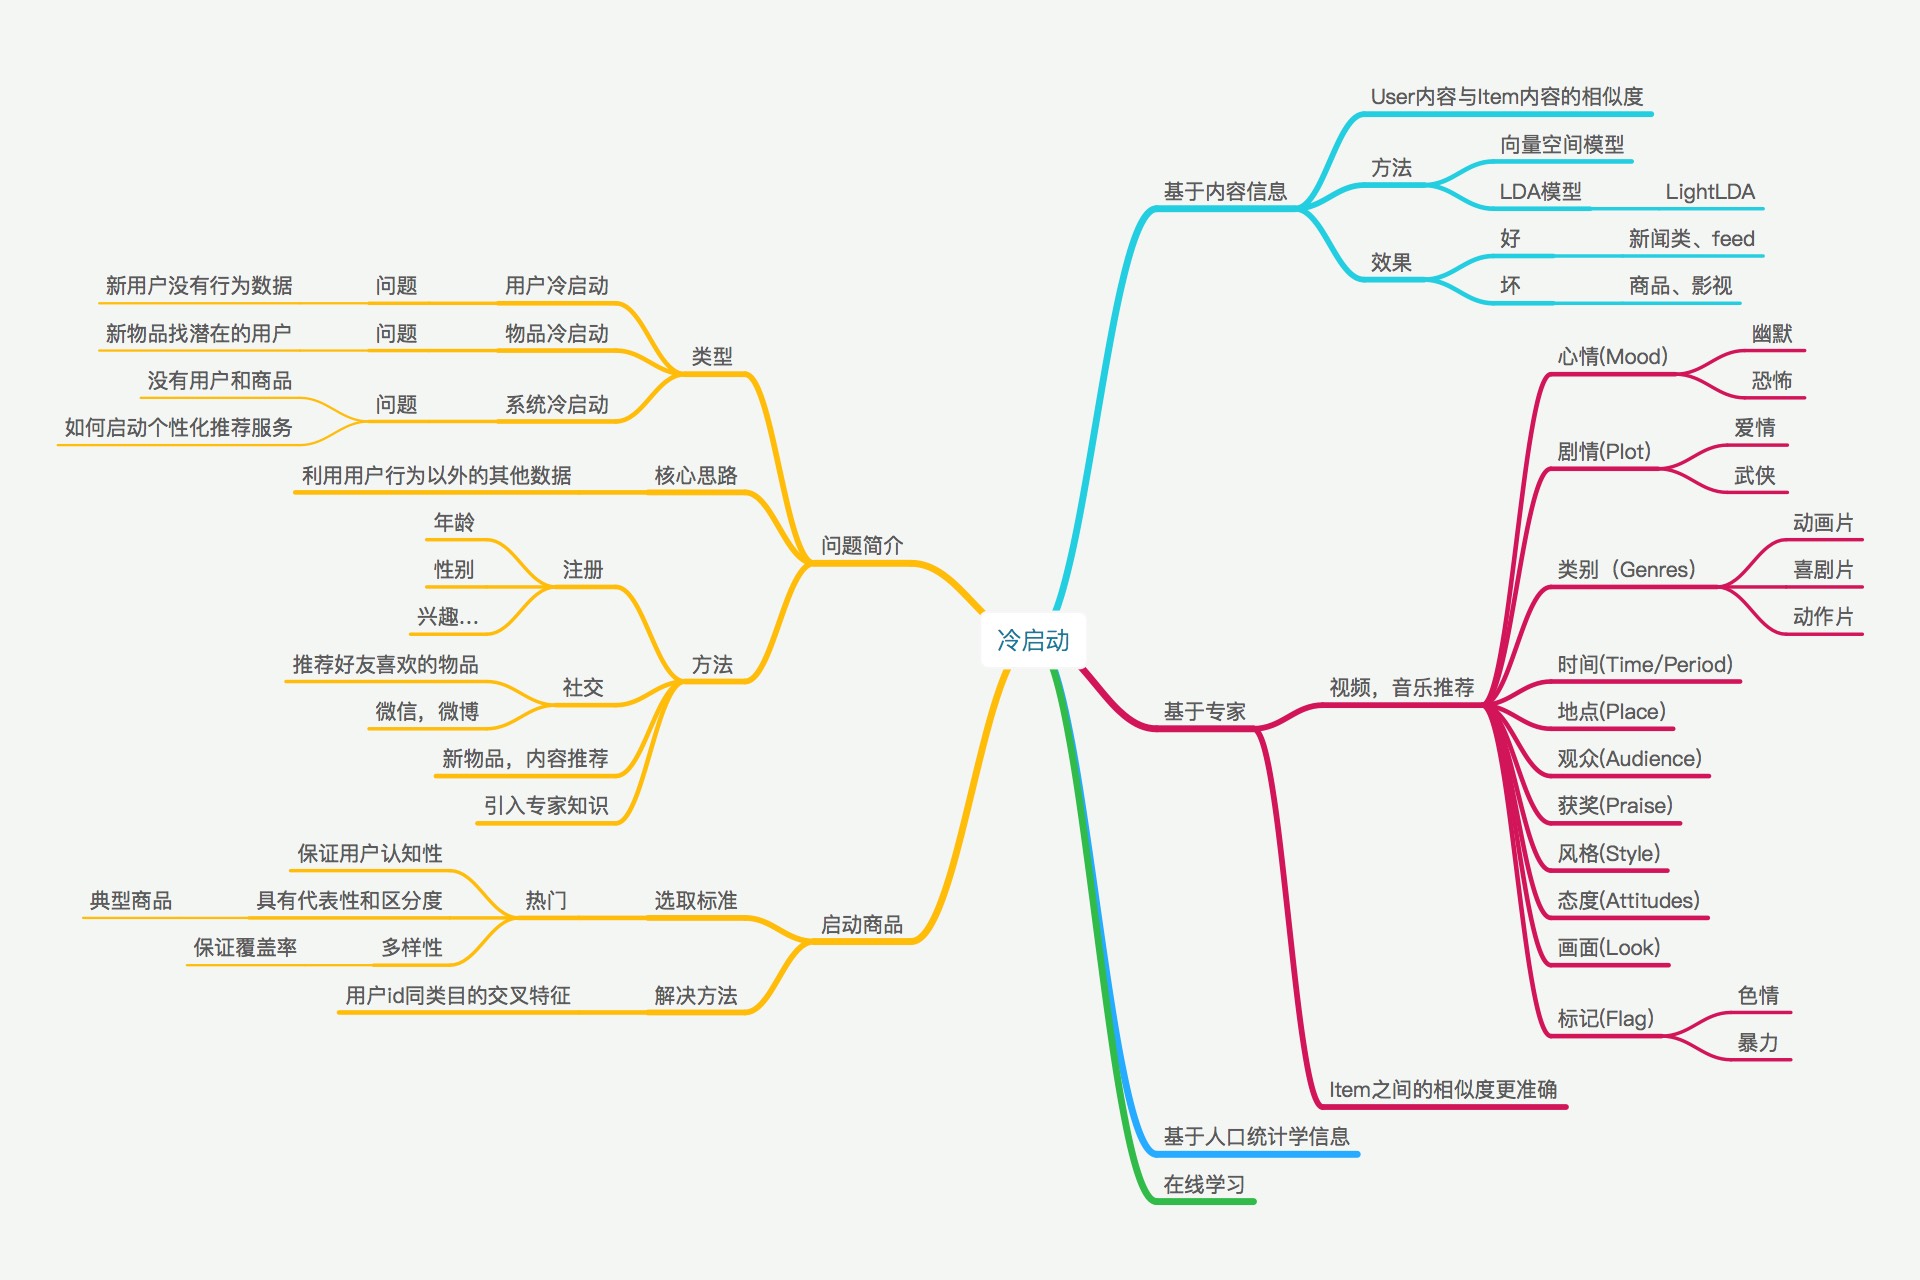 冷启动
问题简介
类型
用户冷启动
问题
新用户没有行为数据
物品冷启动
问题
新物品找潜在的用户
系统冷启动
问题
没有用户和商品
如何启动个性化推荐服务
核心思路
利用用户行为以外的其他数据
方法
注册
年龄
性别
兴趣...
社交
推荐好友喜欢的物品
微信，微博
新物品，内容推荐
引入专家知识
启动商品
选取标准
热门
保证用户认知性
具有代表性和区分度
典型商品
多样性
保证覆盖率
解决方法
用户id同类目的交叉特征
基于内容信息
User内容与Item内容的相似度
方法
向量空间模型
LDA模型
LightLDA
效果
好
新闻类、feed
坏
商品、影视
基于专家
视频，音乐推荐
心情(Mood)
幽默
恐怖
剧情(Plot)
爱情
武侠
类别（Genres）
动画片
喜剧片
动作片
时间(Time/Period)
地点(Place)
观众(Audience)
获奖(Praise)
风格(Style)
态度(Attitudes)
画面(Look)
标记(Flag)
色情
暴力
Item之间的相似度更准确
基于人口统计学信息
在线学习